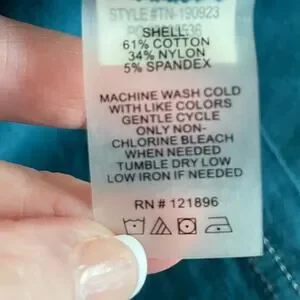 STYLE #TN-190923
SHELL:
61% COTTON
34% NYLON
5% SPANDEX
MACHINE WASH COLD
WITH LIKE COLORS
GENTLE CYCLE
ONLY NON-
CHLORINE BLEACH
WHEN NEEDED
TUMBLE DRY LOW
LOW IRON IF NEEDED
RN # 121896